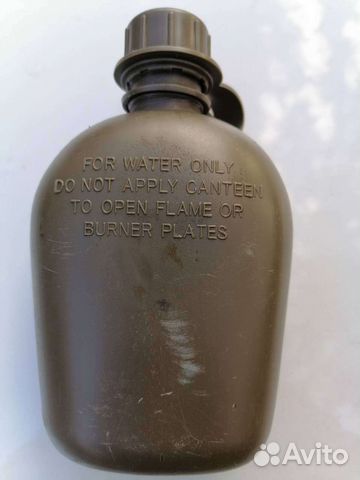 FOR WATER ONLY
DO NOT APPLY CANTEEN
TO OPEN FLAME OR
BURNER PLATES
Avito